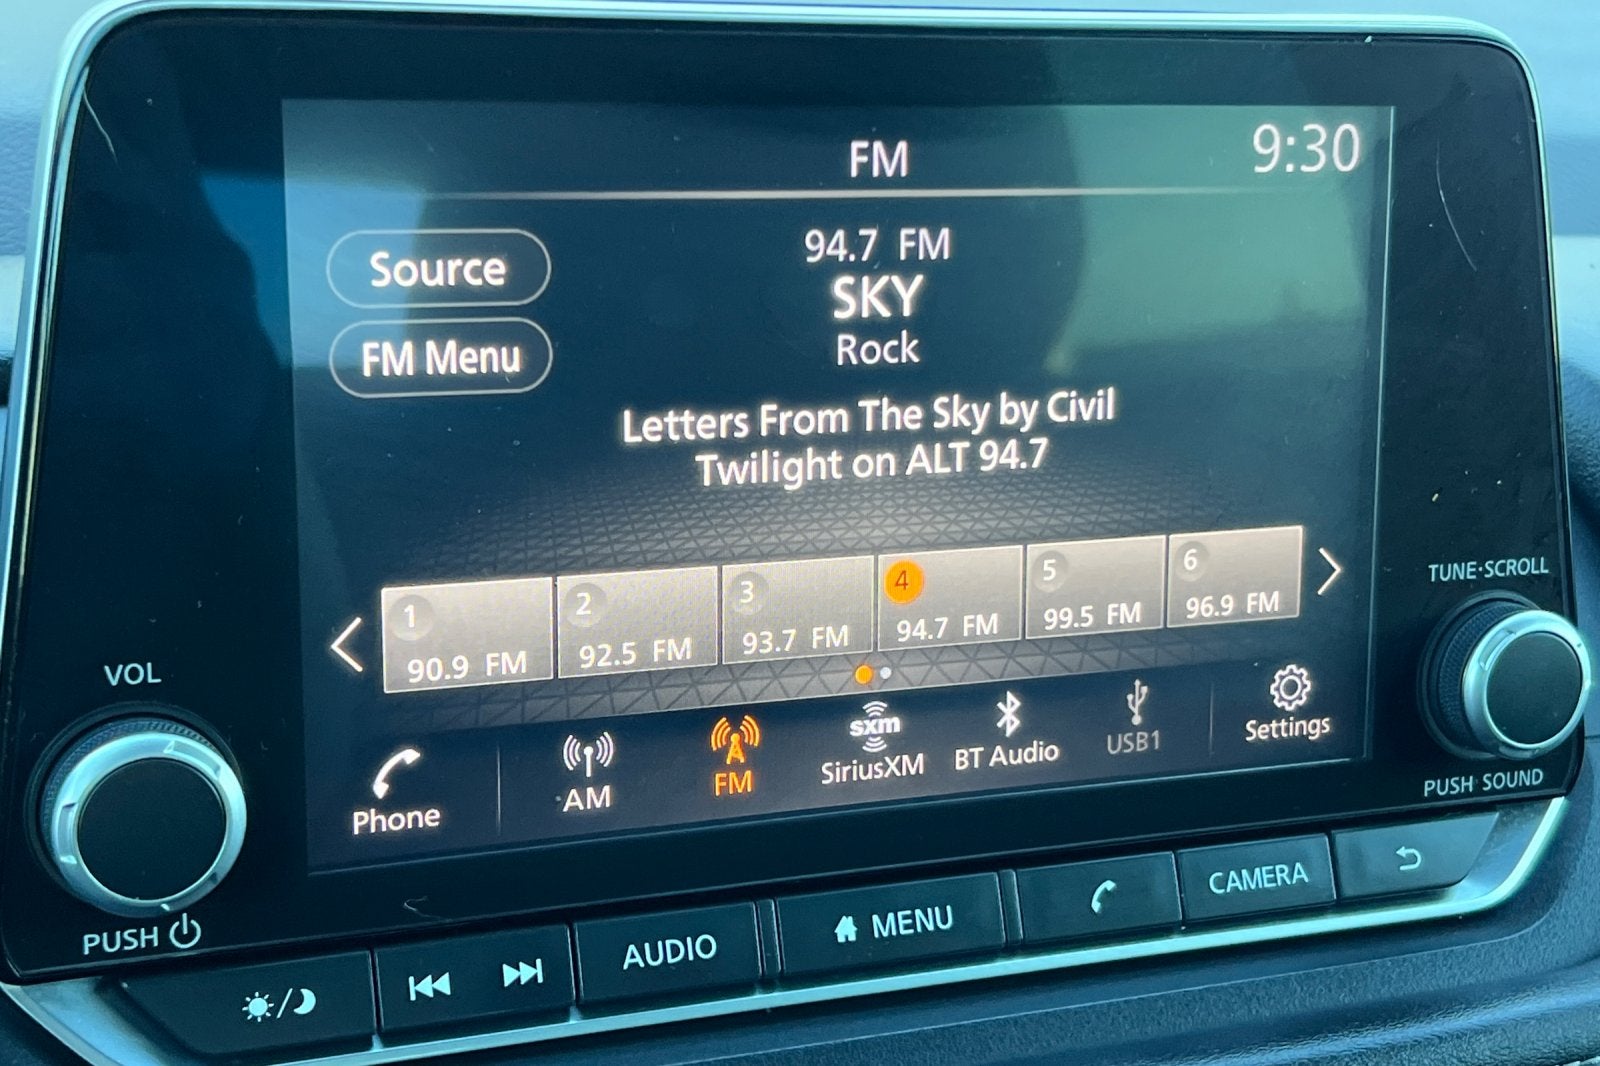 FM
9:30
Source
FM Menu
94.7 FM
SKY
Rock
Letters From The Sky by Civil
Twilight on ALT 94.7
1
90.9 FM
2
92.5 FM
3
93.7 FM
4
94.7 FM
5
99.5 FM
6
96.9 FM
Phone
AM
FM
sxm
SiriusXM
BT Audio
USB1
Settings
VOL
PUSH
TUNE·SCROLL
PUSH SOUND
AUDIO
MENU
CAMERA